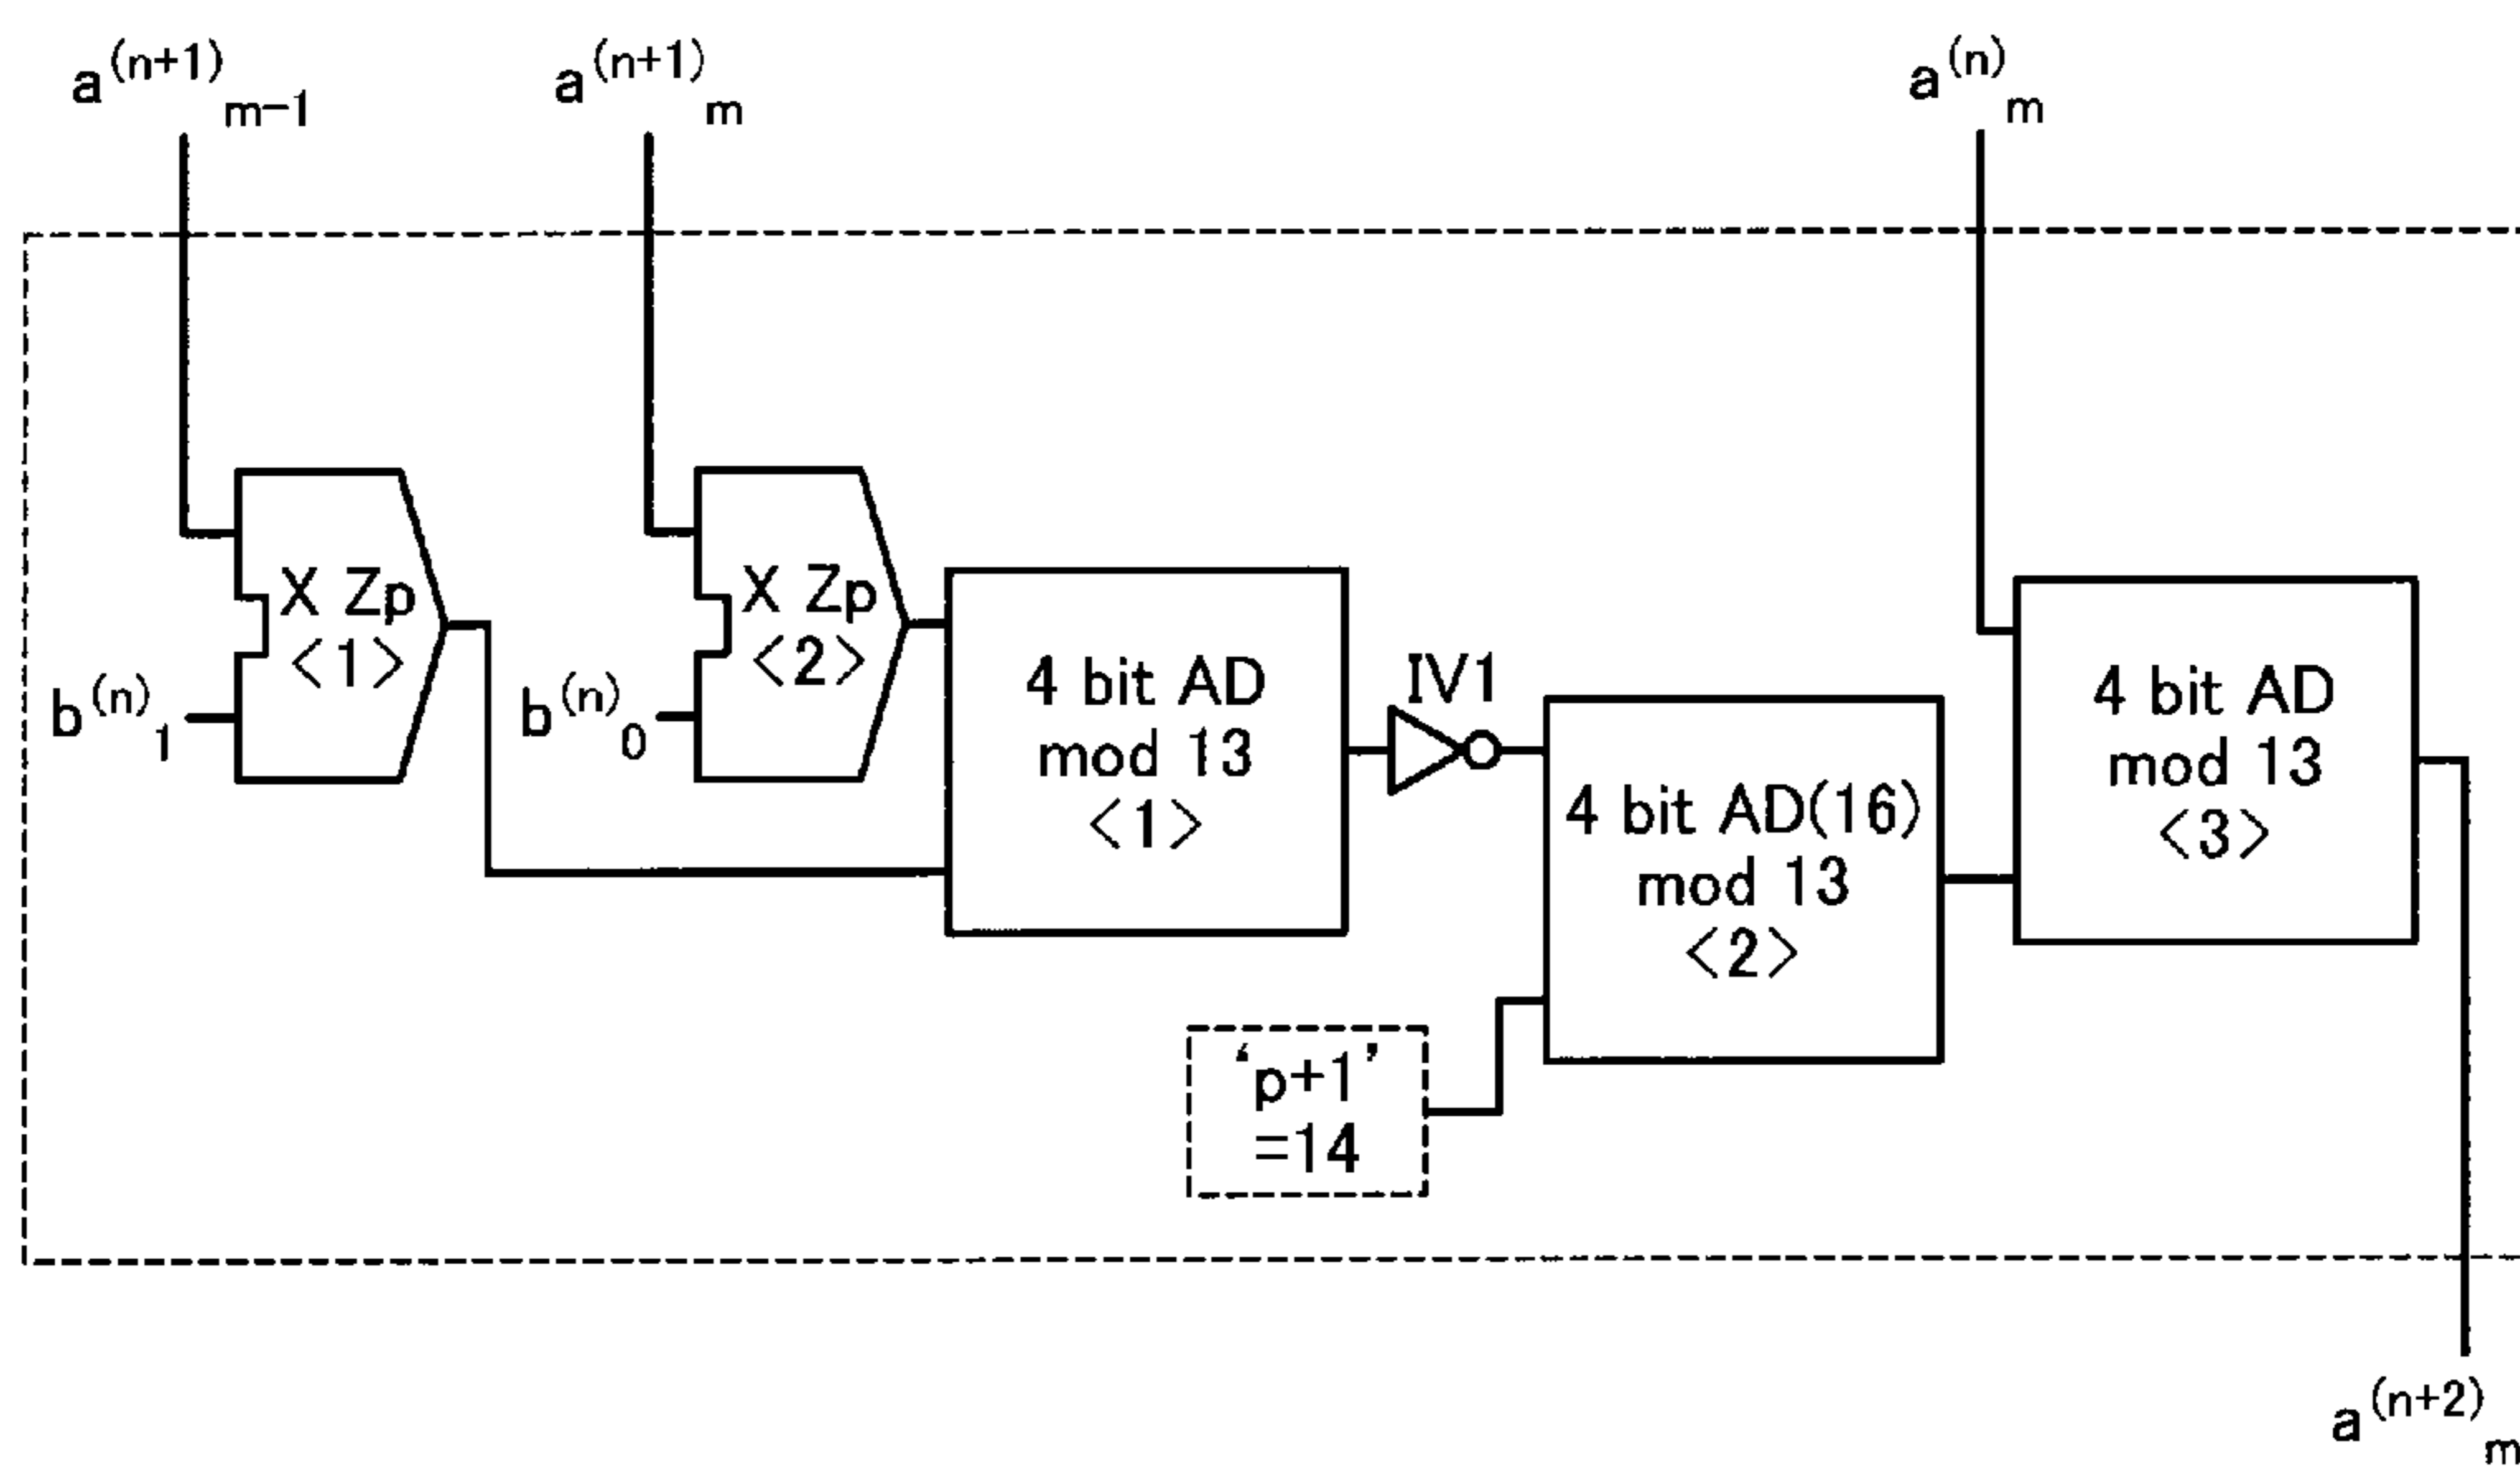 a(n+1)m-1
a(n+1)m
a(n)m
X Zp
<1>
b(n)1
X Zp
<2>
b(n)0
4 bit AD
mod 13
<1>
IV1
4 bit AD(16)
mod 13
<2>
4 bit AD
mod 13
<3>
‘p+1’
=14
a(n+2)m